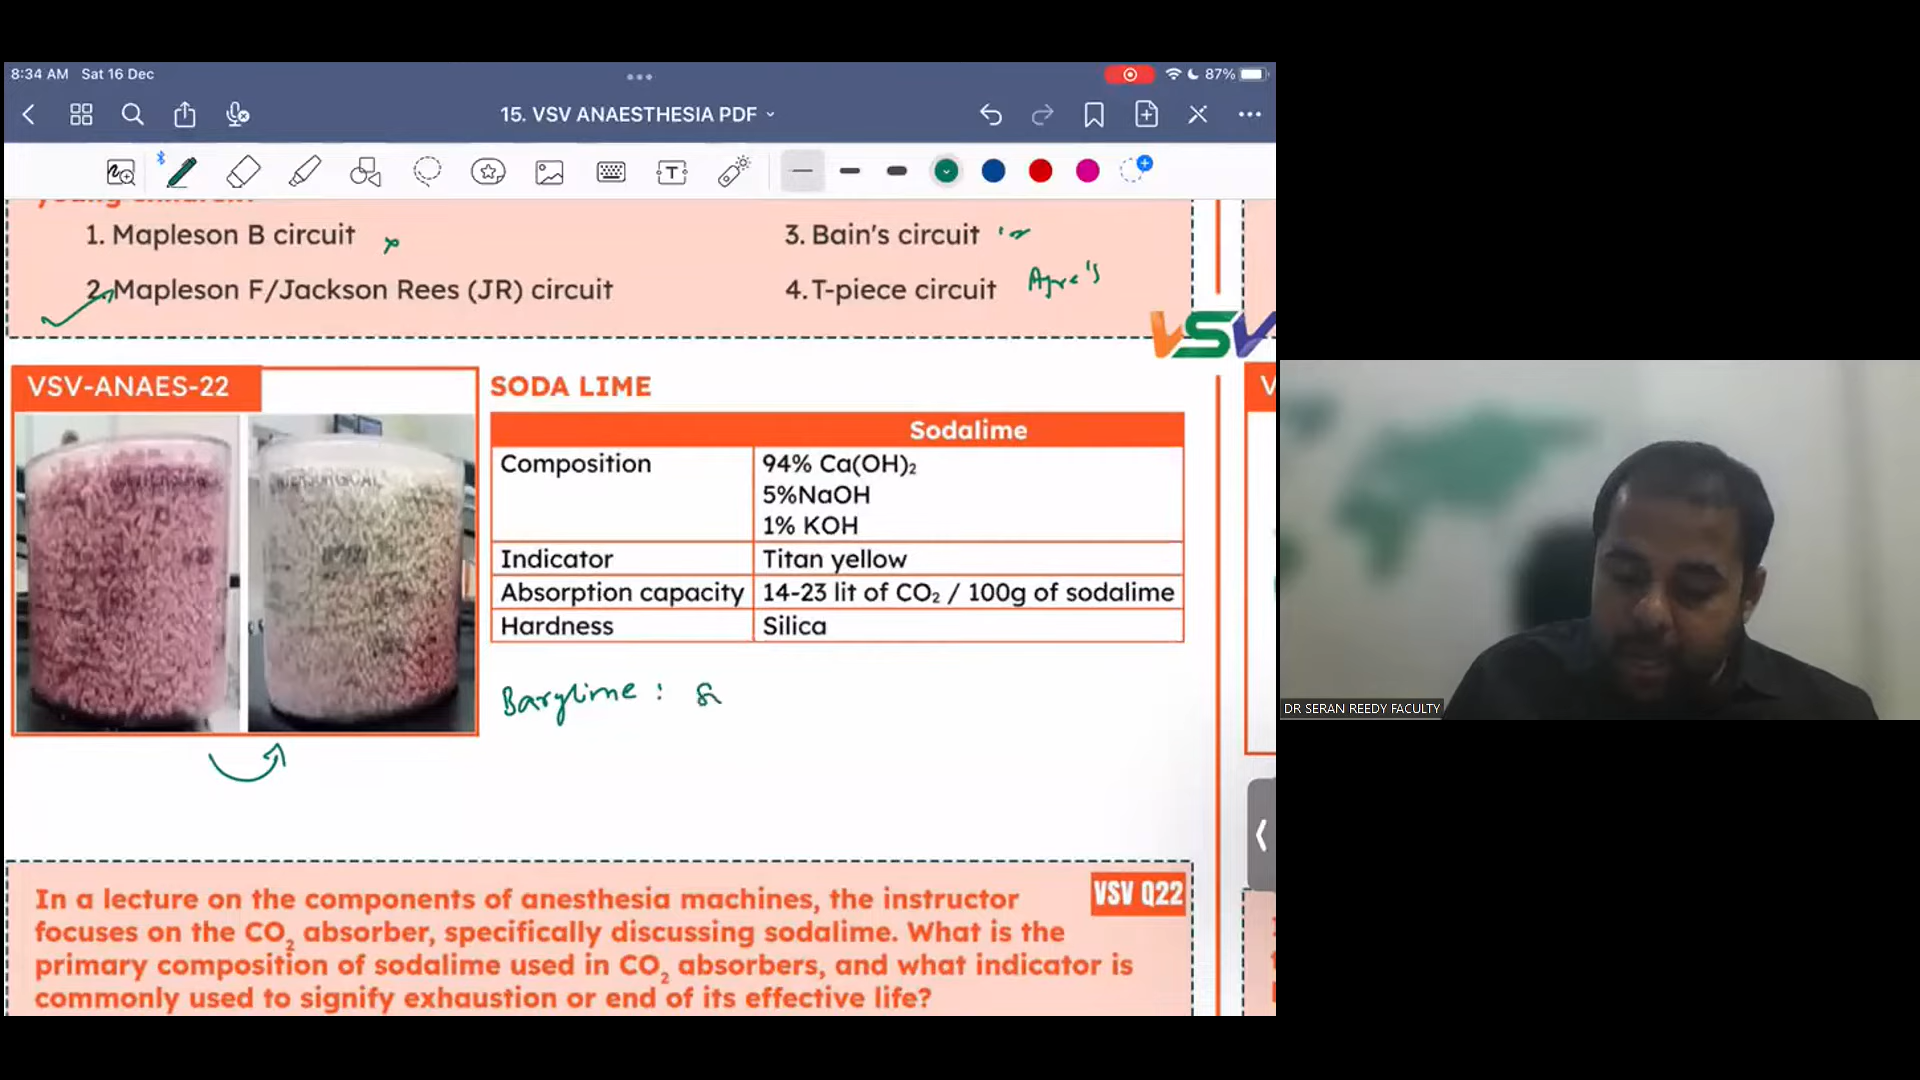 8:34 AM Sat 16 Dec
87%
15. VSV ANAESTHESIA PDF
1. Mapleson B circuit
3. Bain's circuit
2. Mapleson F/Jackson Rees (JR) circuit
4. T-piece circuit Ayre's
VSV
VSV-ANAES-22
SODA LIME
Sodalime
Composition
94% Ca(OH)₂
5%NaOH
1% KOH
Indicator
Titan yellow
Absorption capacity
14-23 lit of CO₂ / 100g of sodalime
Hardness
Silica
Barylime :
In a lecture on the components of anesthesia machines, the instructor
VSV Q22
focuses on the CO₂ absorber, specifically discussing sodalime. What is the
primary composition of sodalime used in CO₂ absorbers, and what indicator is
commonly used to signify exhaustion or end of its effective life?
DR SERAN REEDY FACULTY